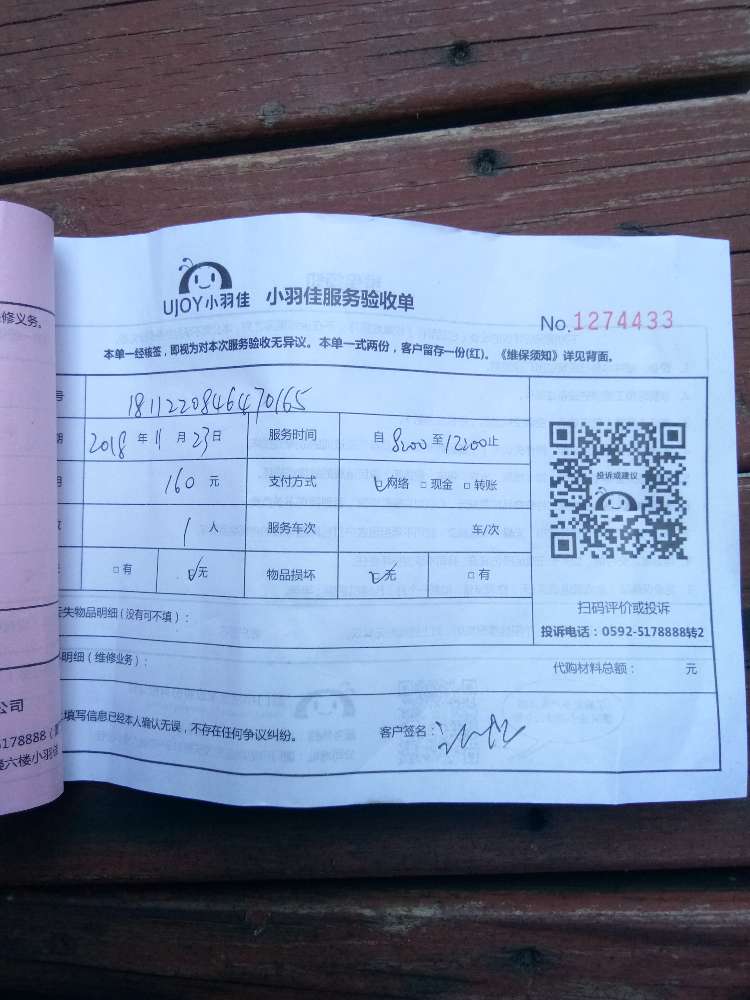 修义务。
公司
5178888
六楼小羽佳
UJOY小羽佳 小羽佳服务验收单
No.1274433
本单一经核签，即视为对本次服务验收无异议。本单一式两份，客户留存一份(红)。《维保须知》详见背面。
号 1811220846470165
期 2018 年 11 月 23 日 服务时间 自 8:00 至 12:00 止
用 160 元 支付方式 ☑网络 □现金 □转账
数 1 人 服务车次 车/次
□有 ☑无 物品损坏 ☑无 □有
投诉或建议
扫码评价或投诉
投诉电话：0592-5178888转2
失物品明细(没有可不填)：
明细(维修业务)：
代购材料总额： 元
填写信息已经本人确认无误，不存在任何争议纠纷。 客户签名：